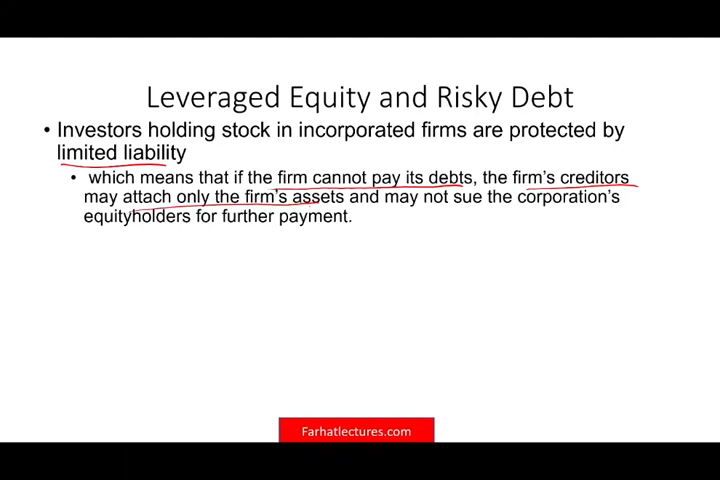 Leveraged Equity and Risky Debt
• Investors holding stock in incorporated firms are protected by
limited liability
• which means that if the firm cannot pay its debts, the firm's creditors
may attach only the firm's assets and may not sue the corporation's
equityholders for further payment.
Farhatlectures.com